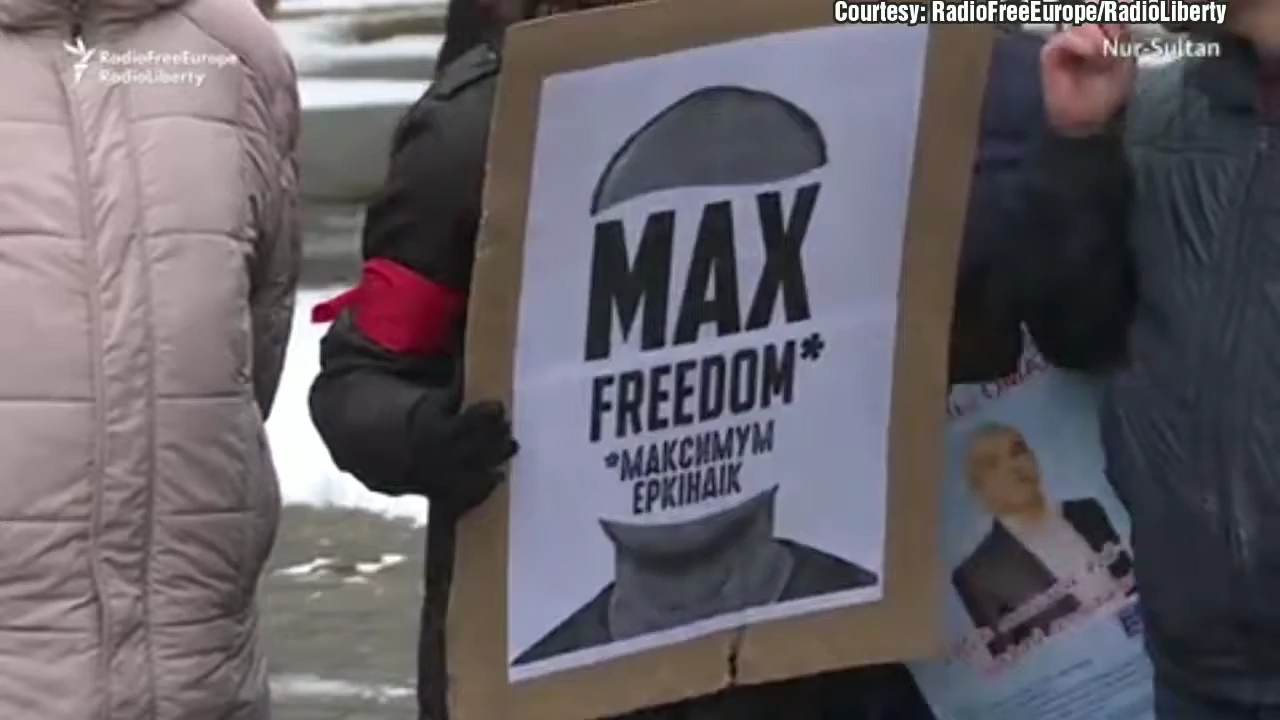 Courtesy: RadioFreeEurope/RadioLiberty
RadioFreeEurope
RadioLiberty
Nur-Sultan
MAX
FREEDOM*
*МАКСИМУМ
ЕРКІНДІК